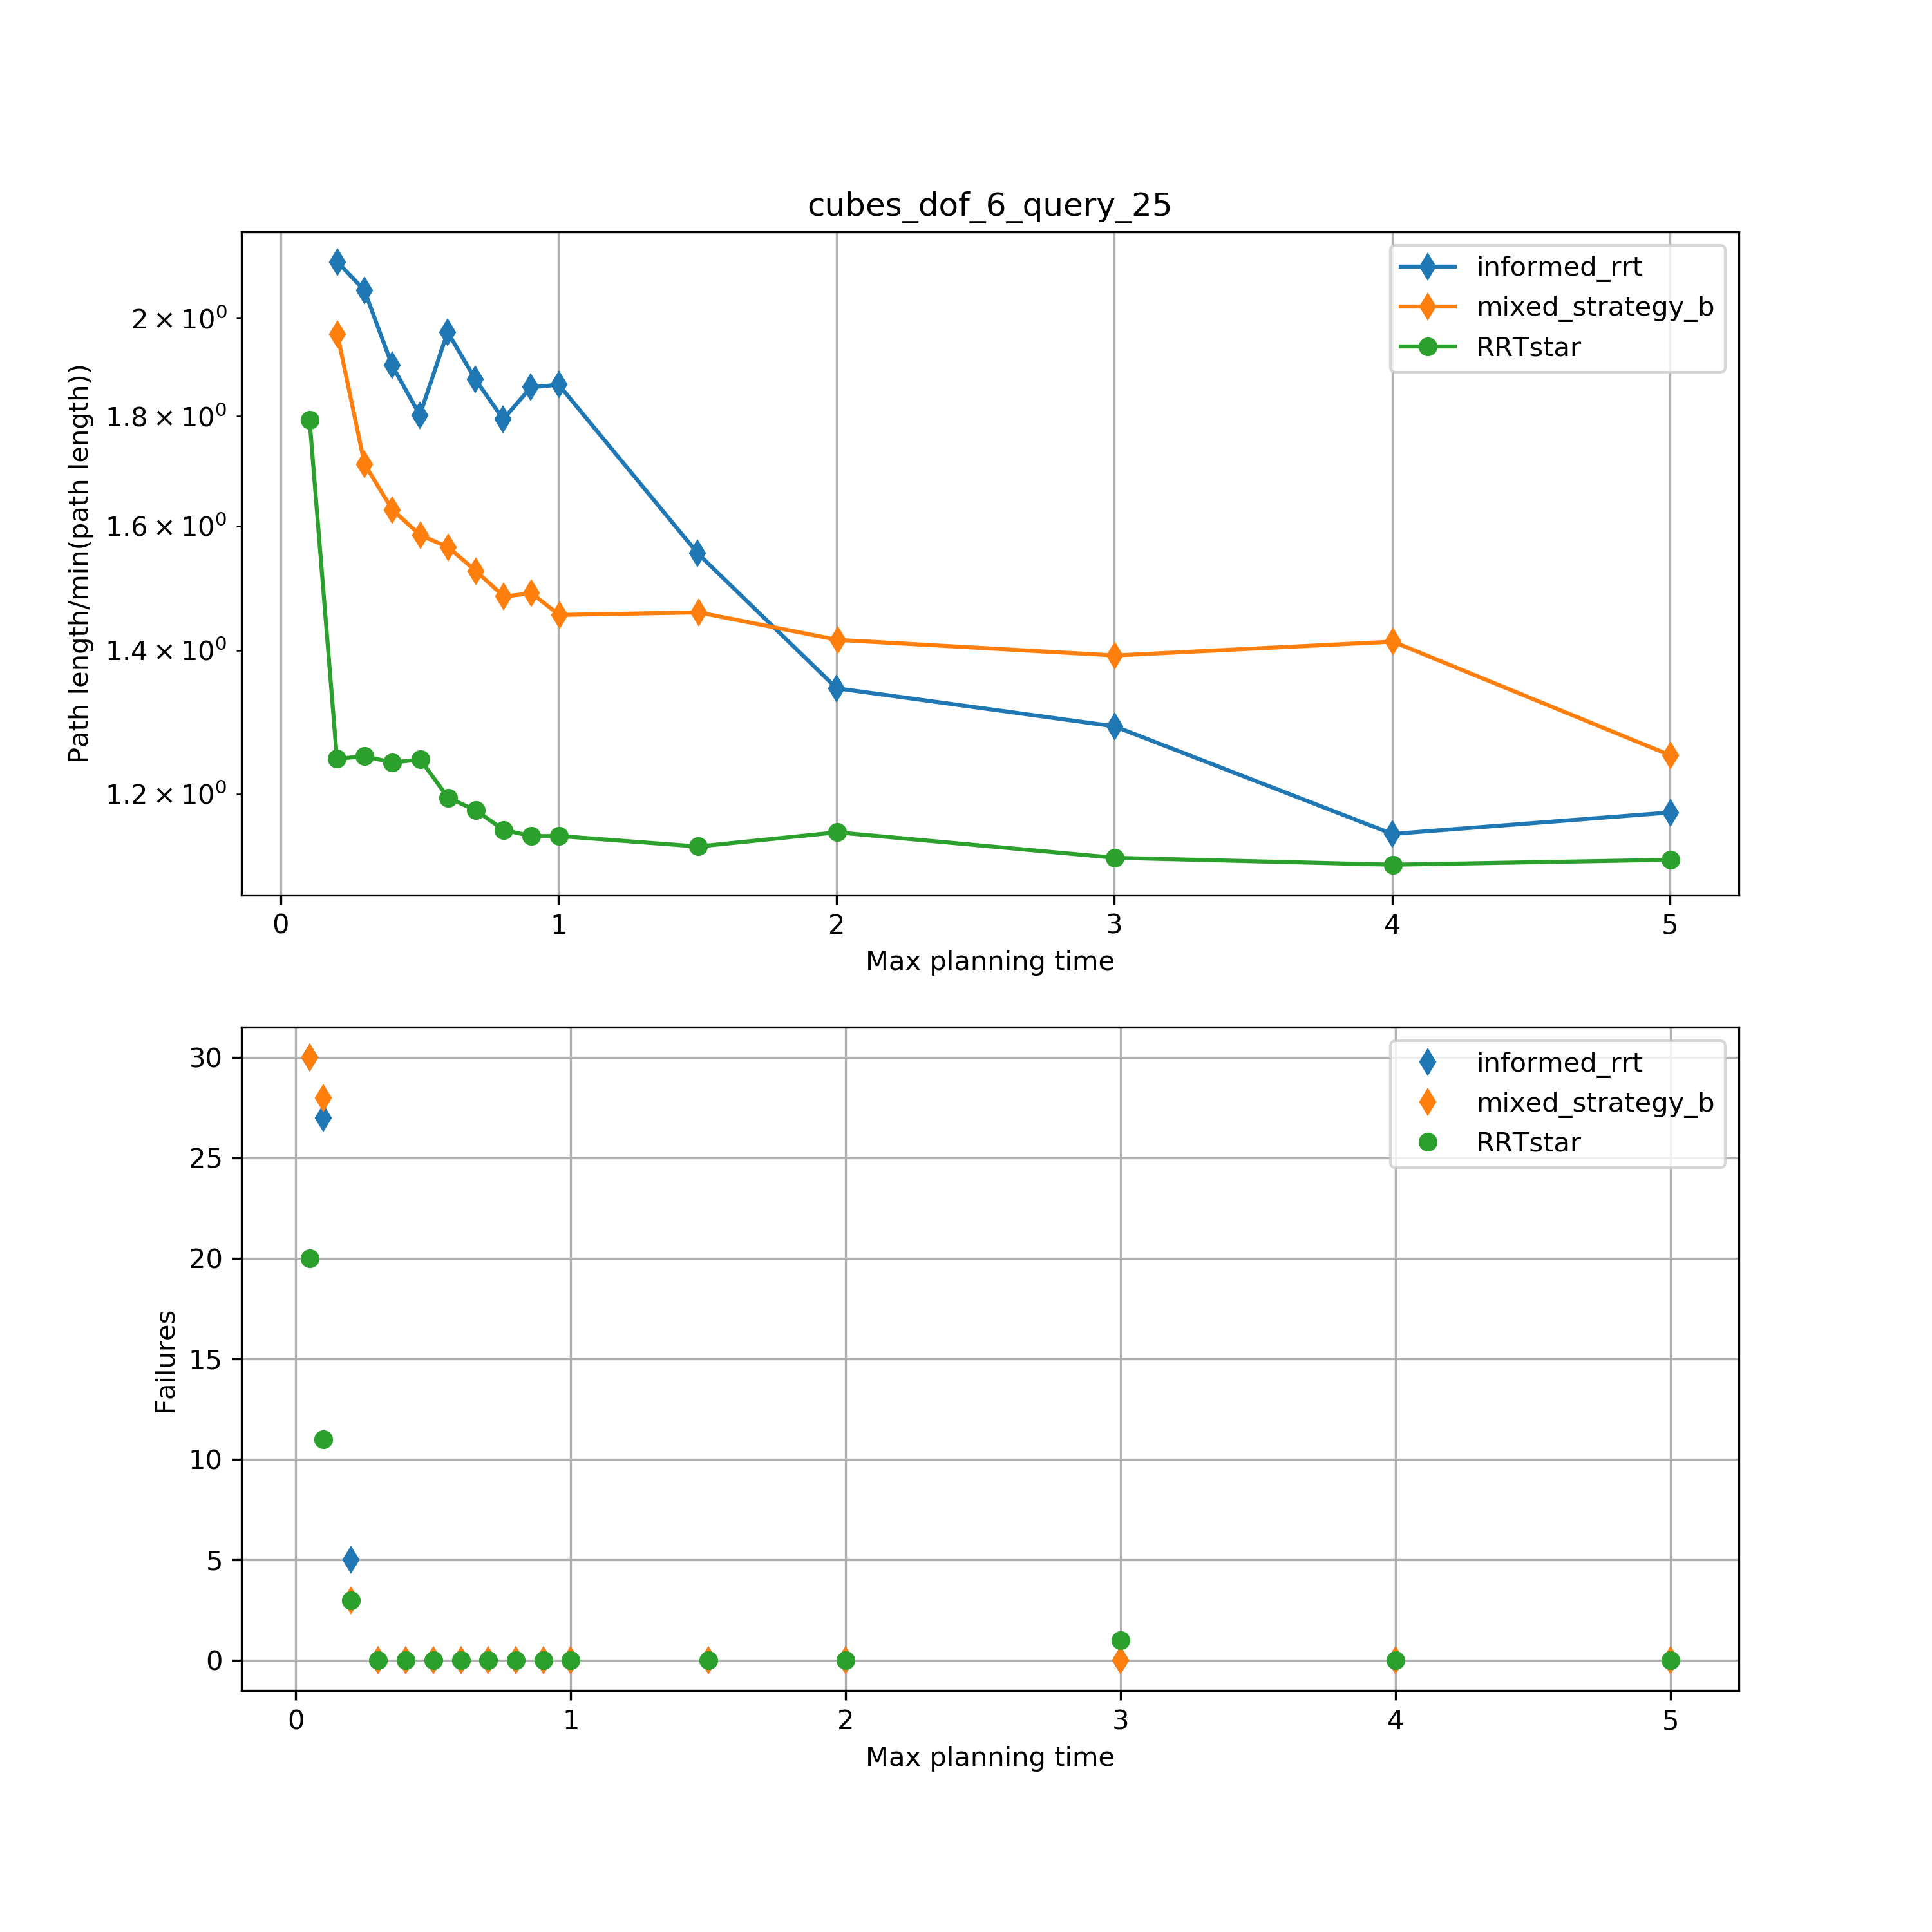 cubes_dof_6_query_25
Path length/min(path length))
2 × 10⁰
1.8 × 10⁰
1.6 × 10⁰
1.4 × 10⁰
1.2 × 10⁰
informed_rrt
mixed_strategy_b
RRTstar
0 1 2 3 4 5
Max planning time
Failures
30
25
20
15
10
5
0
informed_rrt
mixed_strategy_b
RRTstar
0 1 2 3 4 5
Max planning time